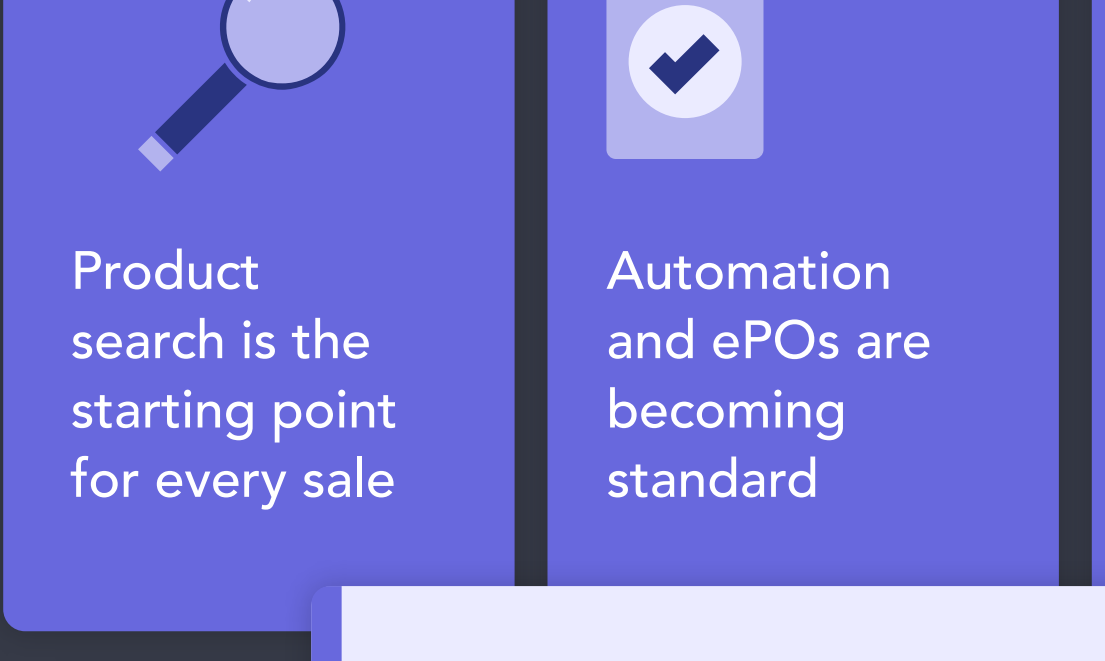 Product
search is the
starting point
for every sale
Automation
and ePOs are
becoming
standard